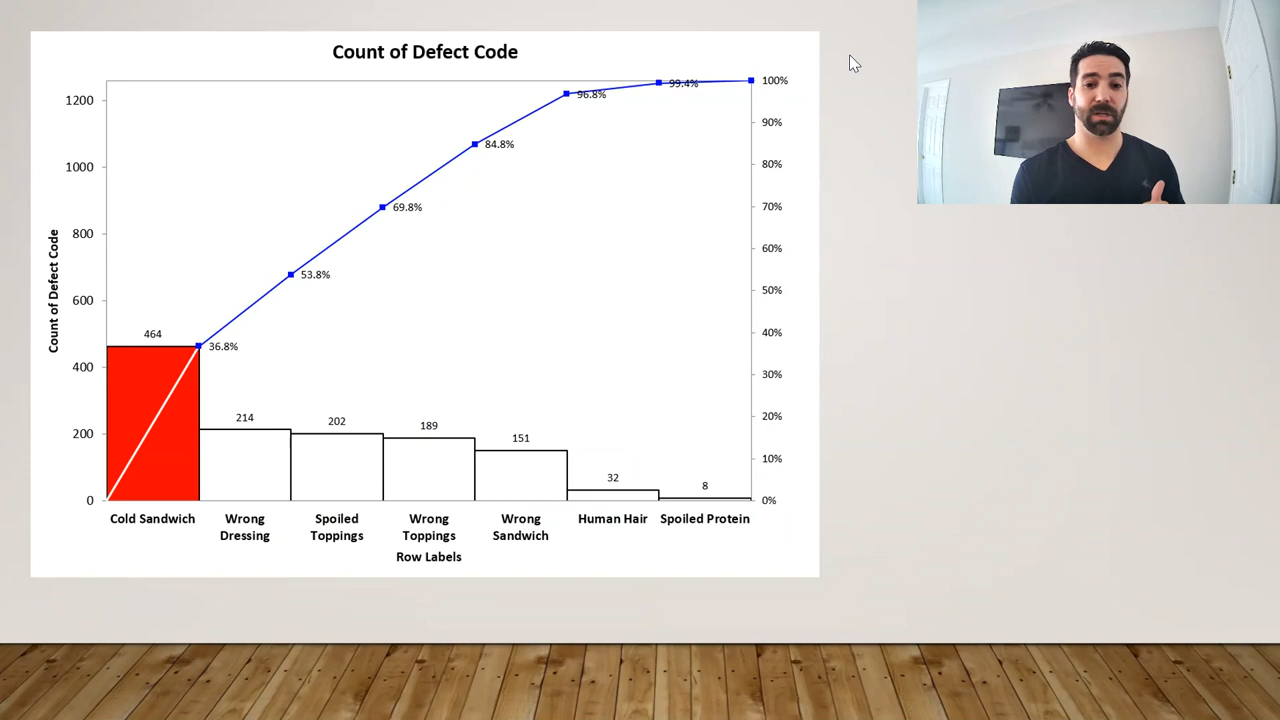 Count of Defect Code
1200
1000
800
600
400
200
0
Count of Defect Code
100%
90%
80%
70%
60%
50%
40%
30%
20%
10%
0%
36.8%
53.8%
69.8%
84.8%
96.8%
99.4%
464
214
202
189
151
32
8
Cold Sandwich
Wrong
Dressing
Spoiled
Toppings
Wrong
Toppings
Wrong
Sandwich
Human Hair
Spoiled Protein
Row Labels